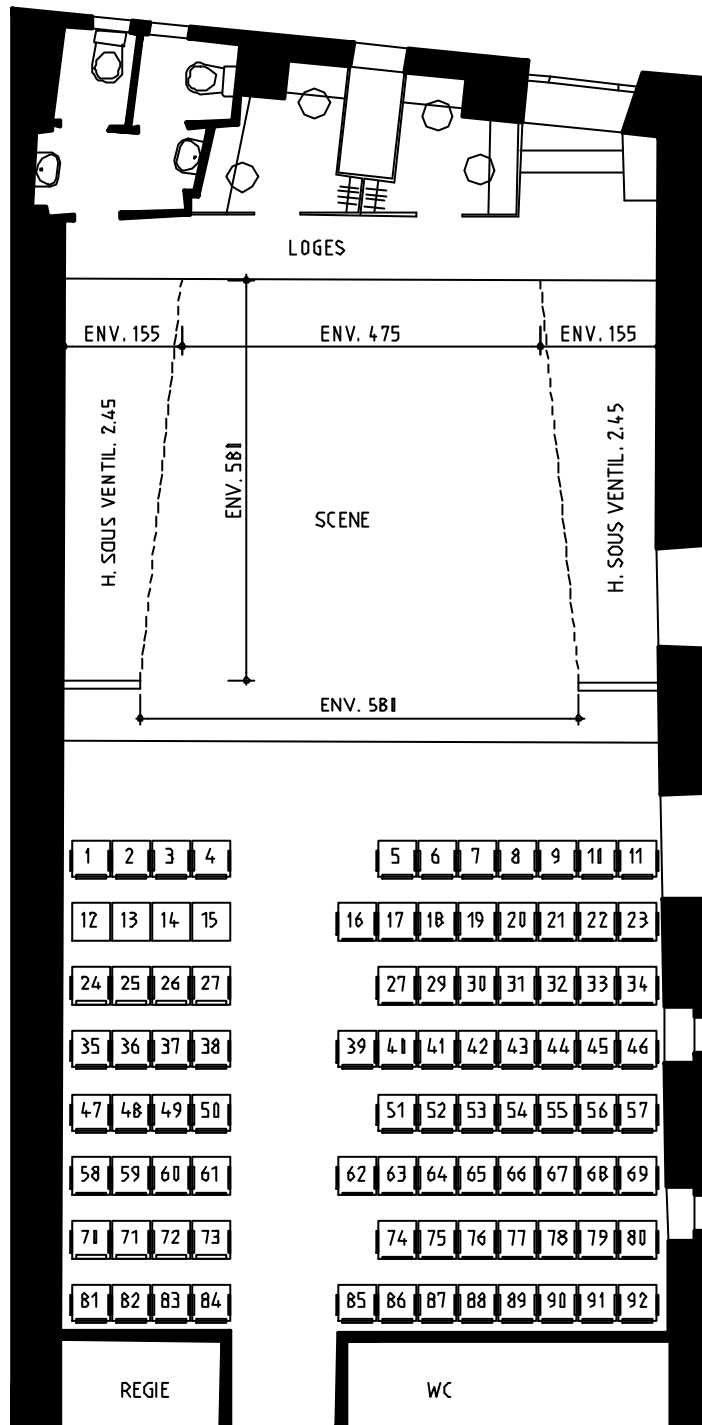 LOGES
ENV. 155 ENV. 475 ENV. 155
H. SOUS VENTIL. 2.45
ENV. 580
SCENE
H. SOUS VENTIL. 2.45
ENV. 580
1 2 3 4 5 6 7 8 9 10 11
12 13 14 15 16 17 18 19 20 21 22 23
24 25 26 27 27 29 30 31 32 33 34
35 36 37 38 39 40 41 42 43 44 45 46
47 48 49 50 51 52 53 54 55 56 57
58 59 60 61 62 63 64 65 66 67 68 69
70 71 72 73 74 75 76 77 78 79 80
81 82 83 84 85 86 87 88 89 90 91 92
REGIE WC